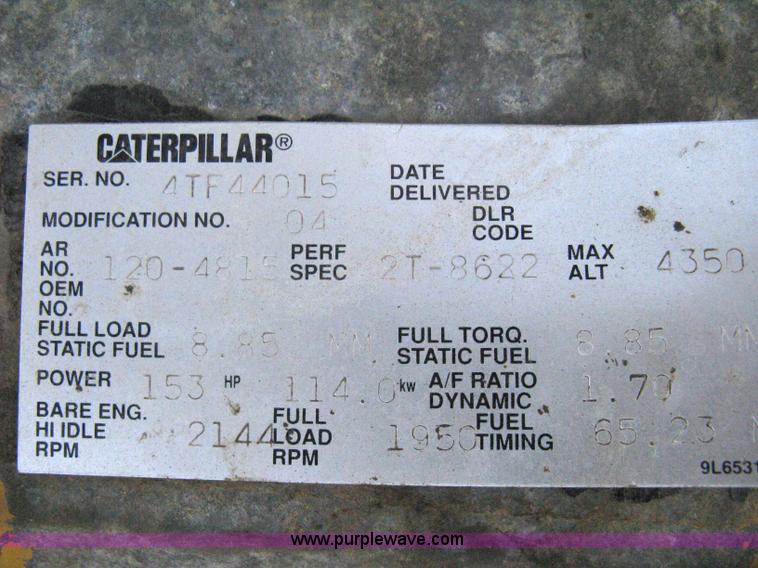 CATERPILLAR®
SER. NO. 4TF44015 DATE DELIVERED
MODIFICATION NO. 04 DLR CODE
AR NO. 120-4815 PERF SPEC 2T-8622 MAX ALT 4350.
OEM NO.
FULL LOAD STATIC FUEL 8.85 MM FULL TORQ. STATIC FUEL 8.85 MM
POWER 153 HP 114.0 kw A/F RATIO DYNAMIC 1.70
BARE ENG. HI IDLE RPM 2144 FULL LOAD RPM 1950 FUEL TIMING 65.23
9L6531
www.purplewave.com